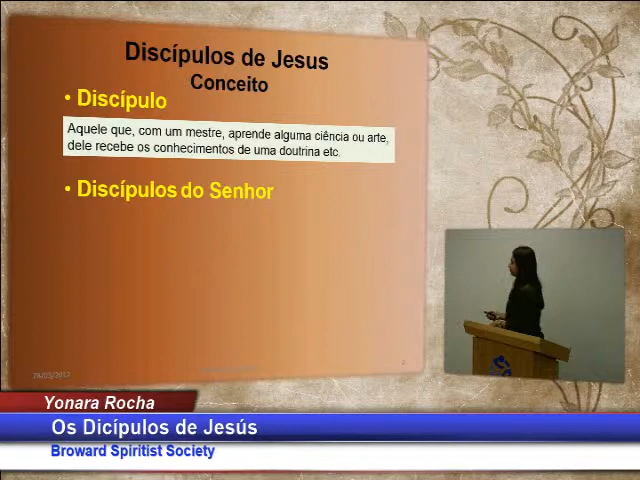 Discípulos de Jesus
Conceito
• Discípulo
Aquele que, com um mestre, aprende alguma ciência ou arte,
dele recebe os conhecimentos de uma doutrina etc.
• Discípulos do Senhor
2
Yonara Rocha
Os Dicípulos de Jesús
Broward Spiritist Society